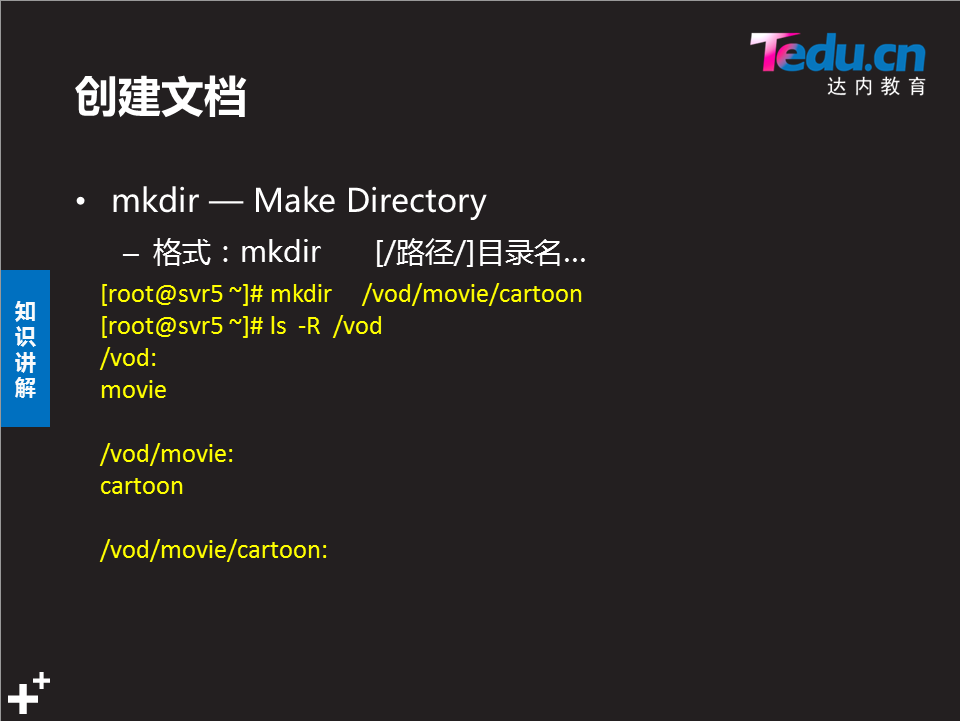 Tedu.cn
达内教育
创建文档
• mkdir — Make Directory
– 格式：mkdir [/路径/]目录名…
[root@svr5 ~]# mkdir /vod/movie/cartoon
[root@svr5 ~]# ls -R /vod
/vod:
movie
/vod/movie:
cartoon
/vod/movie/cartoon:
知识讲解